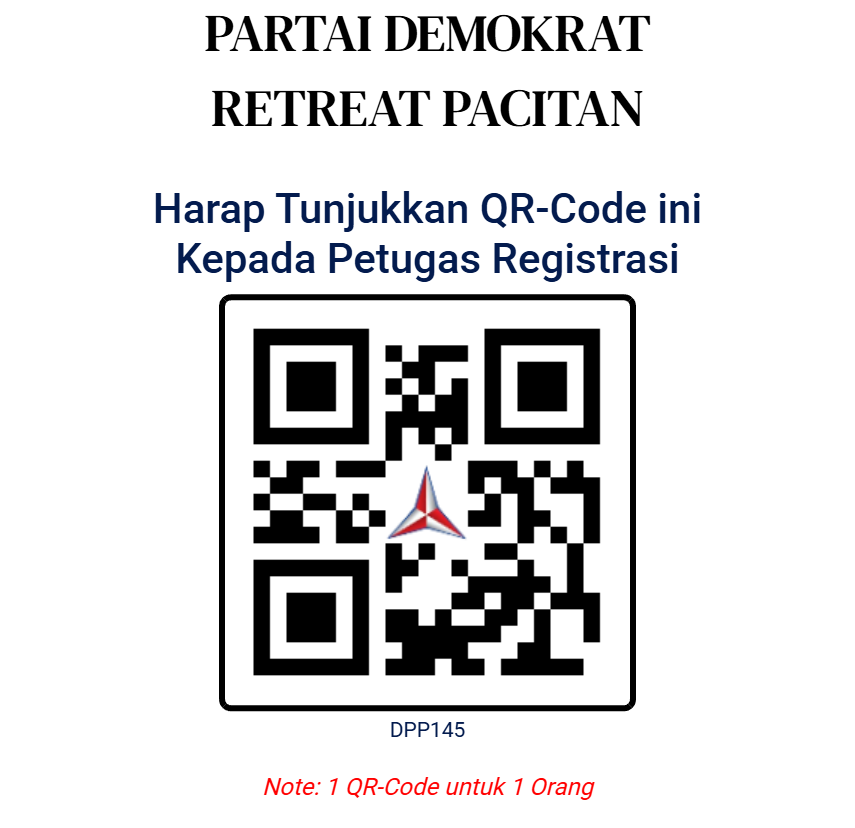 PARTAI DEMOKRAT
RETREAT PACITAN
Harap Tunjukkan QR-Code ini
Kepada Petugas Registrasi
DPP145
Note: 1 QR-Code untuk 1 Orang